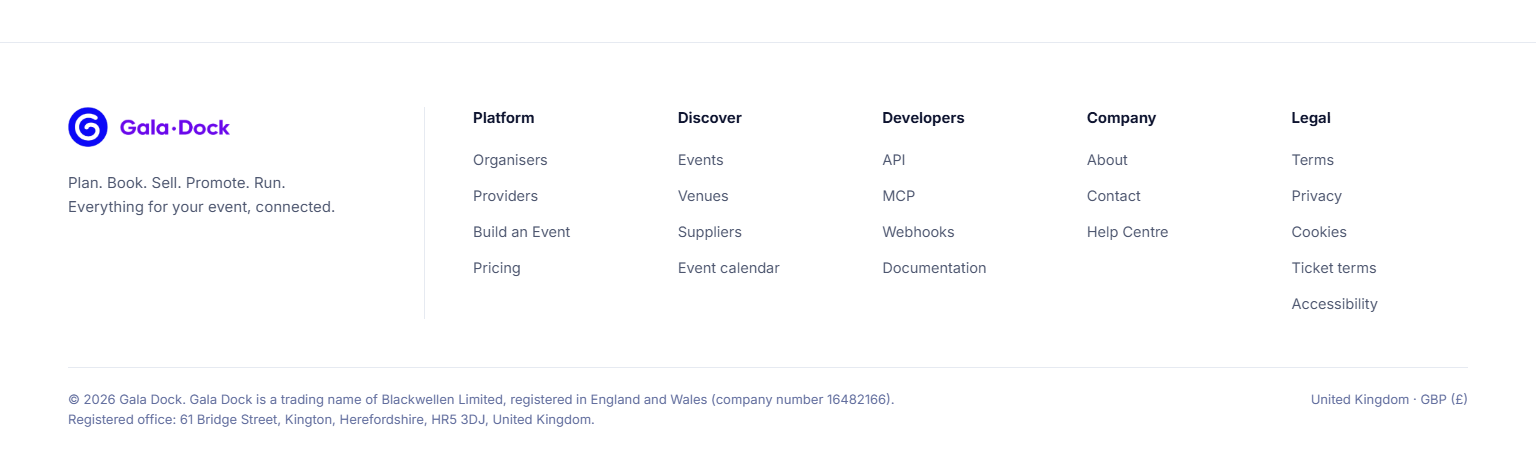 Gala·Dock
Plan. Book. Sell. Promote. Run.
Everything for your event, connected.
Platform
Organisers
Providers
Build an Event
Pricing
Discover
Events
Venues
Suppliers
Event calendar
Developers
API
MCP
Webhooks
Documentation
Company
About
Contact
Help Centre
Legal
Terms
Privacy
Cookies
Ticket terms
Accessibility
© 2026 Gala Dock. Gala Dock is a trading name of Blackwellen Limited, registered in England and Wales (company number 16482166).
Registered office: 61 Bridge Street, Kington, Herefordshire, HR5 3DJ, United Kingdom.
United Kingdom · GBP (£)